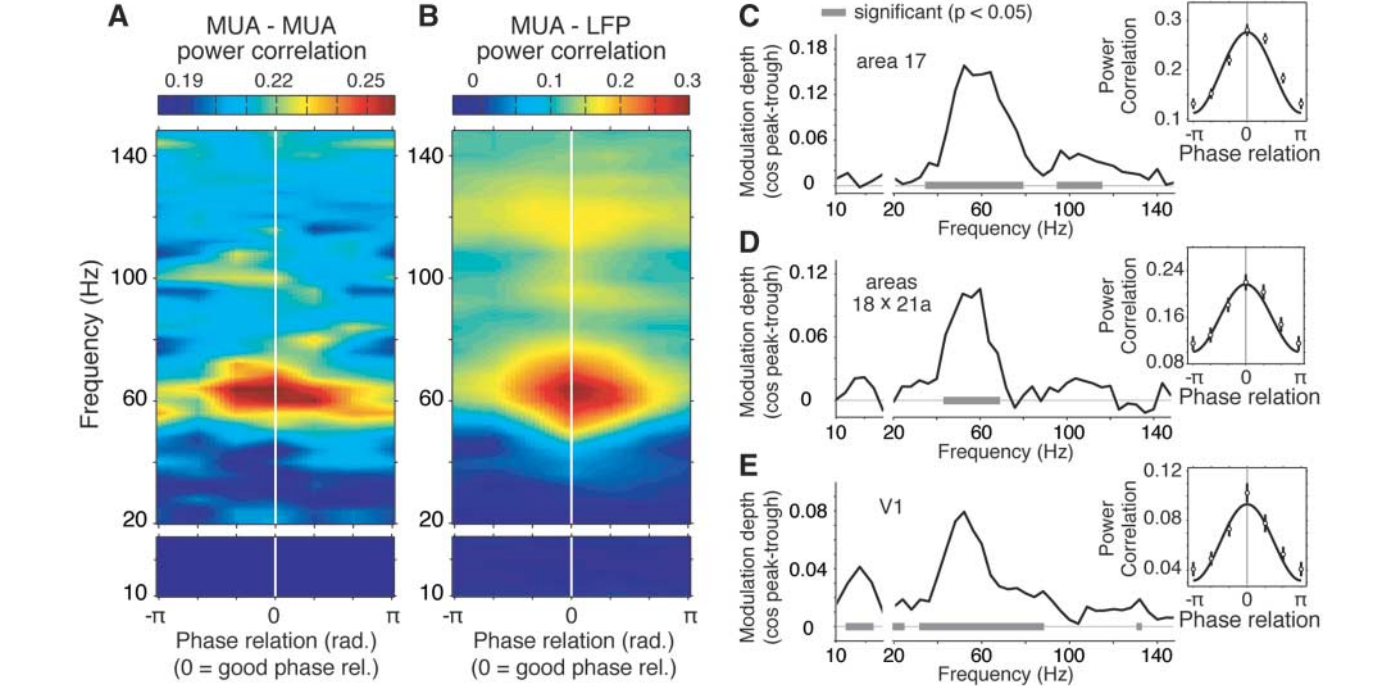 A
MUA - MUA
power correlation
0.19 0.22 0.25
140
100
60
20
10
Frequency (Hz)
-π 0 π
Phase relation (rad.)
(0 = good phase rel.)
B
MUA - LFP
power correlation
0 0.1 0.2 0.3
140
100
60
20
10
-π 0 π
Phase relation (rad.)
(0 = good phase rel.)
C
significant (p < 0.05)
area 17
Modulation depth
(cos peak-trough)
0.18
0.12
0.06
0
10 20 60 100 140
Frequency (Hz)
Power
Correlation
0.3
0.2
0.1
-π 0 π
Phase relation
D
areas
18 x 21a
Modulation depth
(cos peak-trough)
0.12
0.06
0
10 20 60 100 140
Frequency (Hz)
Power
Correlation
0.24
0.16
0.08
-π 0 π
Phase relation
E
V1
Modulation depth
(cos peak-trough)
0.08
0.04
0
10 20 60 100 140
Frequency (Hz)
Power
Correlation
0.12
0.08
0.04
-π 0 π
Phase relation